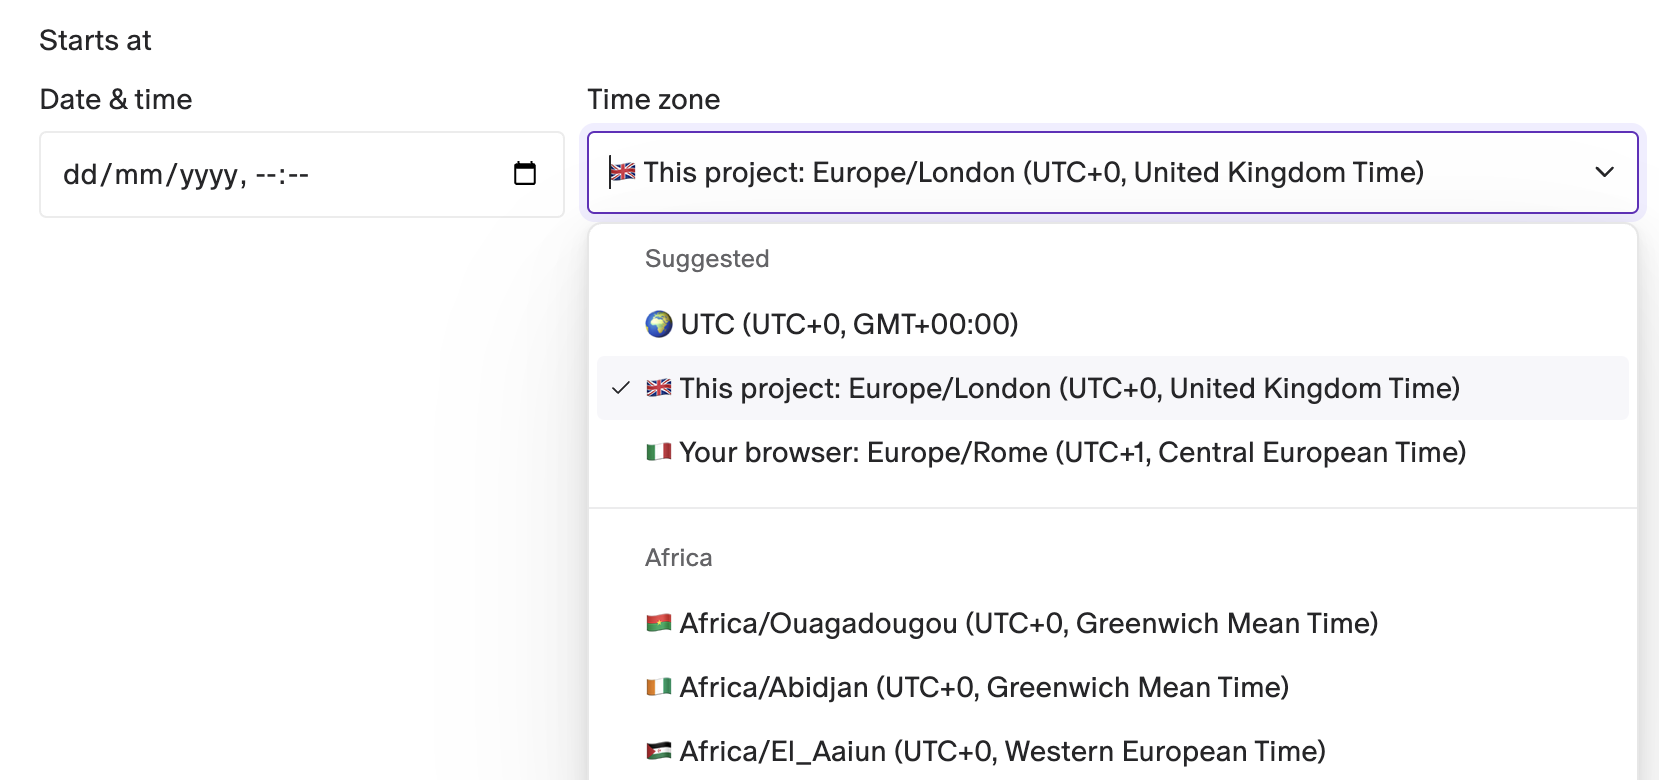 Starts at
Date & time
Time zone
dd/mm/yyyy, --:--
🇬🇧 This project: Europe/London (UTC+0, United Kingdom Time)
Suggested
🌍 UTC (UTC+0, GMT+00:00)
🇬🇧 This project: Europe/London (UTC+0, United Kingdom Time)
🇮🇹 Your browser: Europe/Rome (UTC+1, Central European Time)
Africa
🇧🇫 Africa/Ouagadougou (UTC+0, Greenwich Mean Time)
🇨🇮 Africa/Abidjan (UTC+0, Greenwich Mean Time)
🇪🇭 Africa/El_Aaiun (UTC+0, Western European Time)